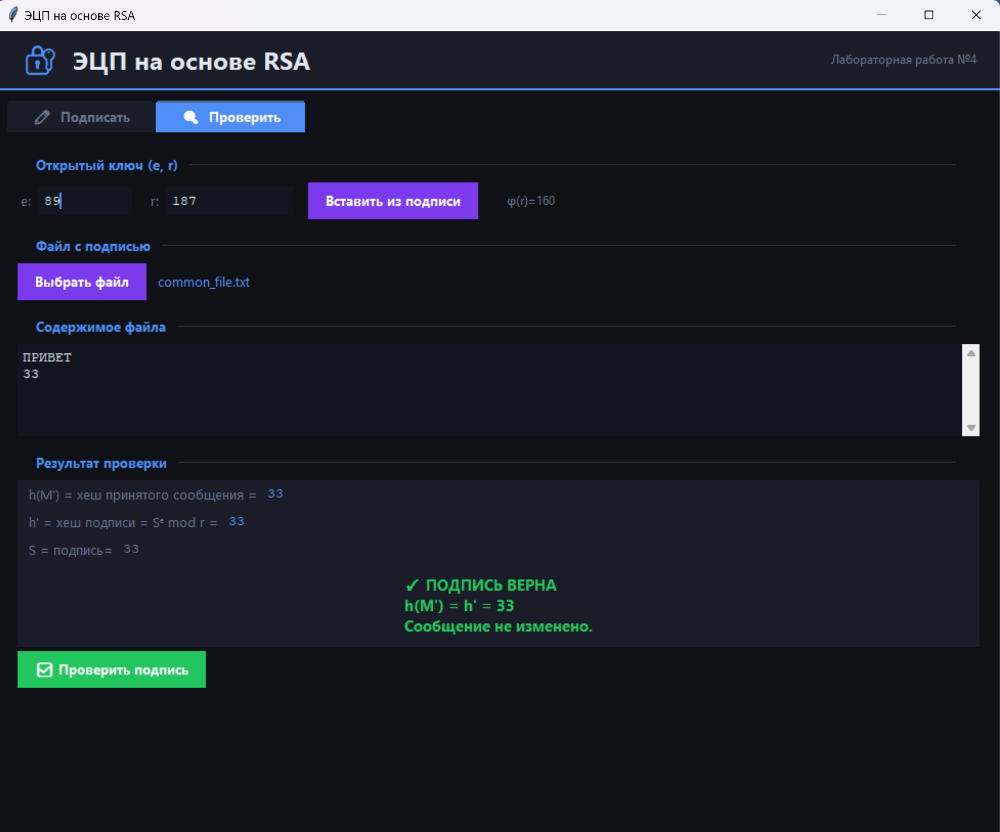 ЭЦП на основе RSA
ЭЦП на основе RSA
Лабораторная работа №4
Подписать
Проверить
Открытый ключ (e, r)
e: 89
r: 187
Вставить из подписи
φ(r)=160
Файл с подписью
Выбрать файл
common_file.txt
Содержимое файла
ПРИВЕТ
33
Результат проверки
h(M') = хеш принятого сообщения = 33
h' = хеш подписи = Sᵉ mod r = 33
S = подпись= 33
✓ ПОДПИСЬ ВЕРНА
h(M') = h' = 33
Сообщение не изменено.
Проверить подпись